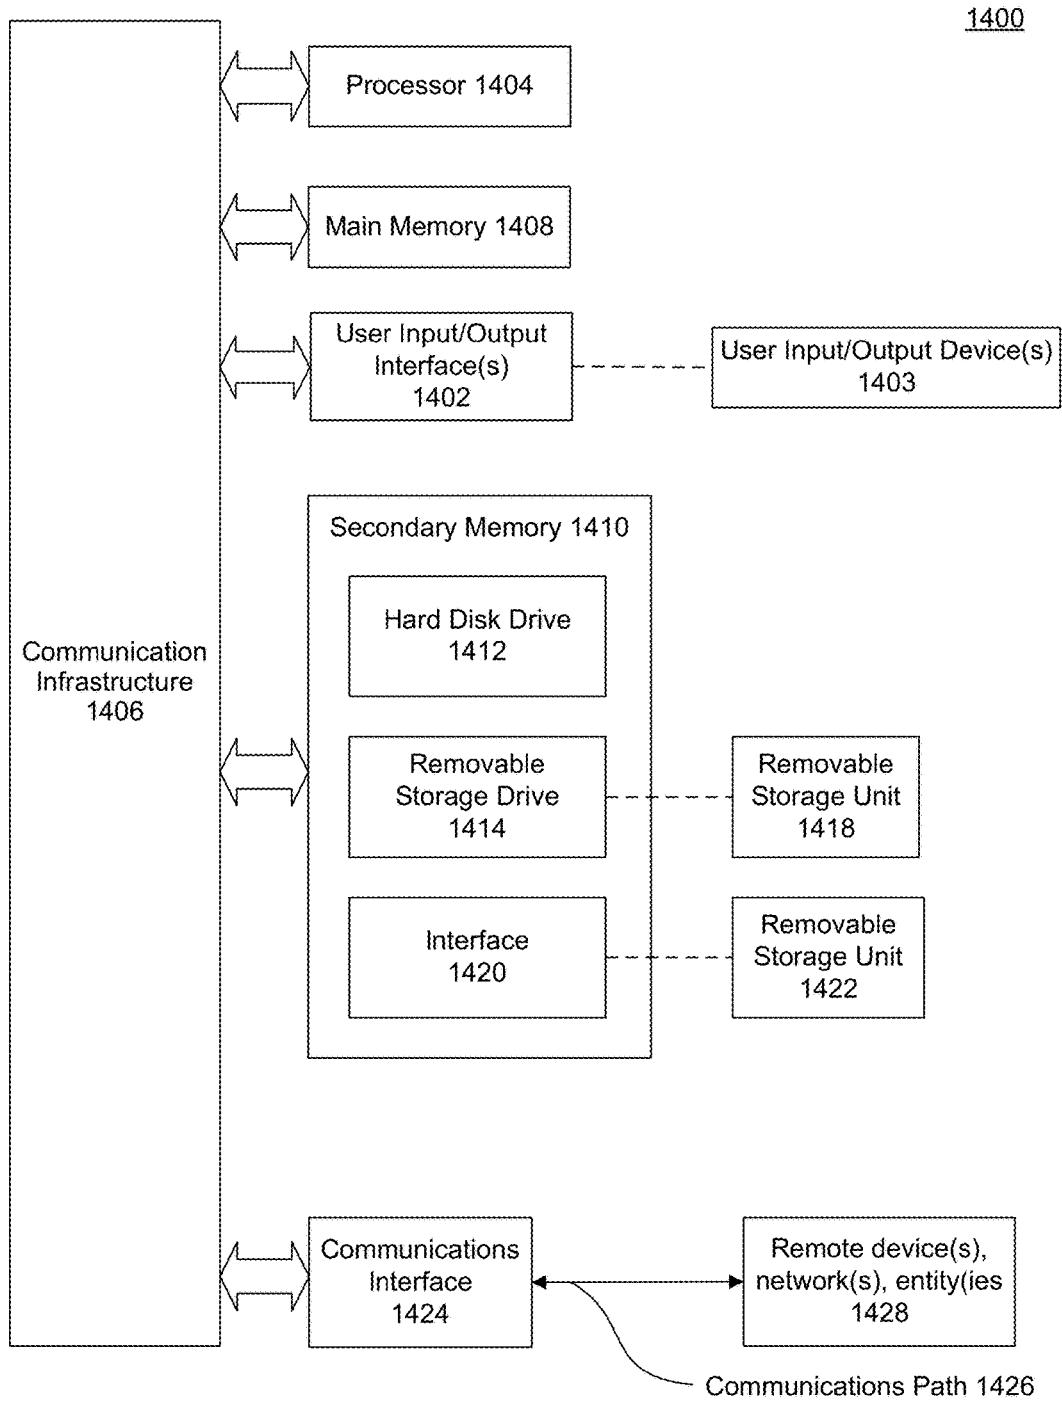 1400
Processor 1404
Main Memory 1408
User Input/Output
Interface(s)
1402
User Input/Output Device(s)
1403
Secondary Memory 1410
Hard Disk Drive
1412
Communication
Infrastructure
1406
Removable
Storage Drive
1414
Removable
Storage Unit
1418
Interface
1420
Removable
Storage Unit
1422
Communications
Interface
1424
Remote device(s),
network(s), entity(ies
1428
Communications Path 1426